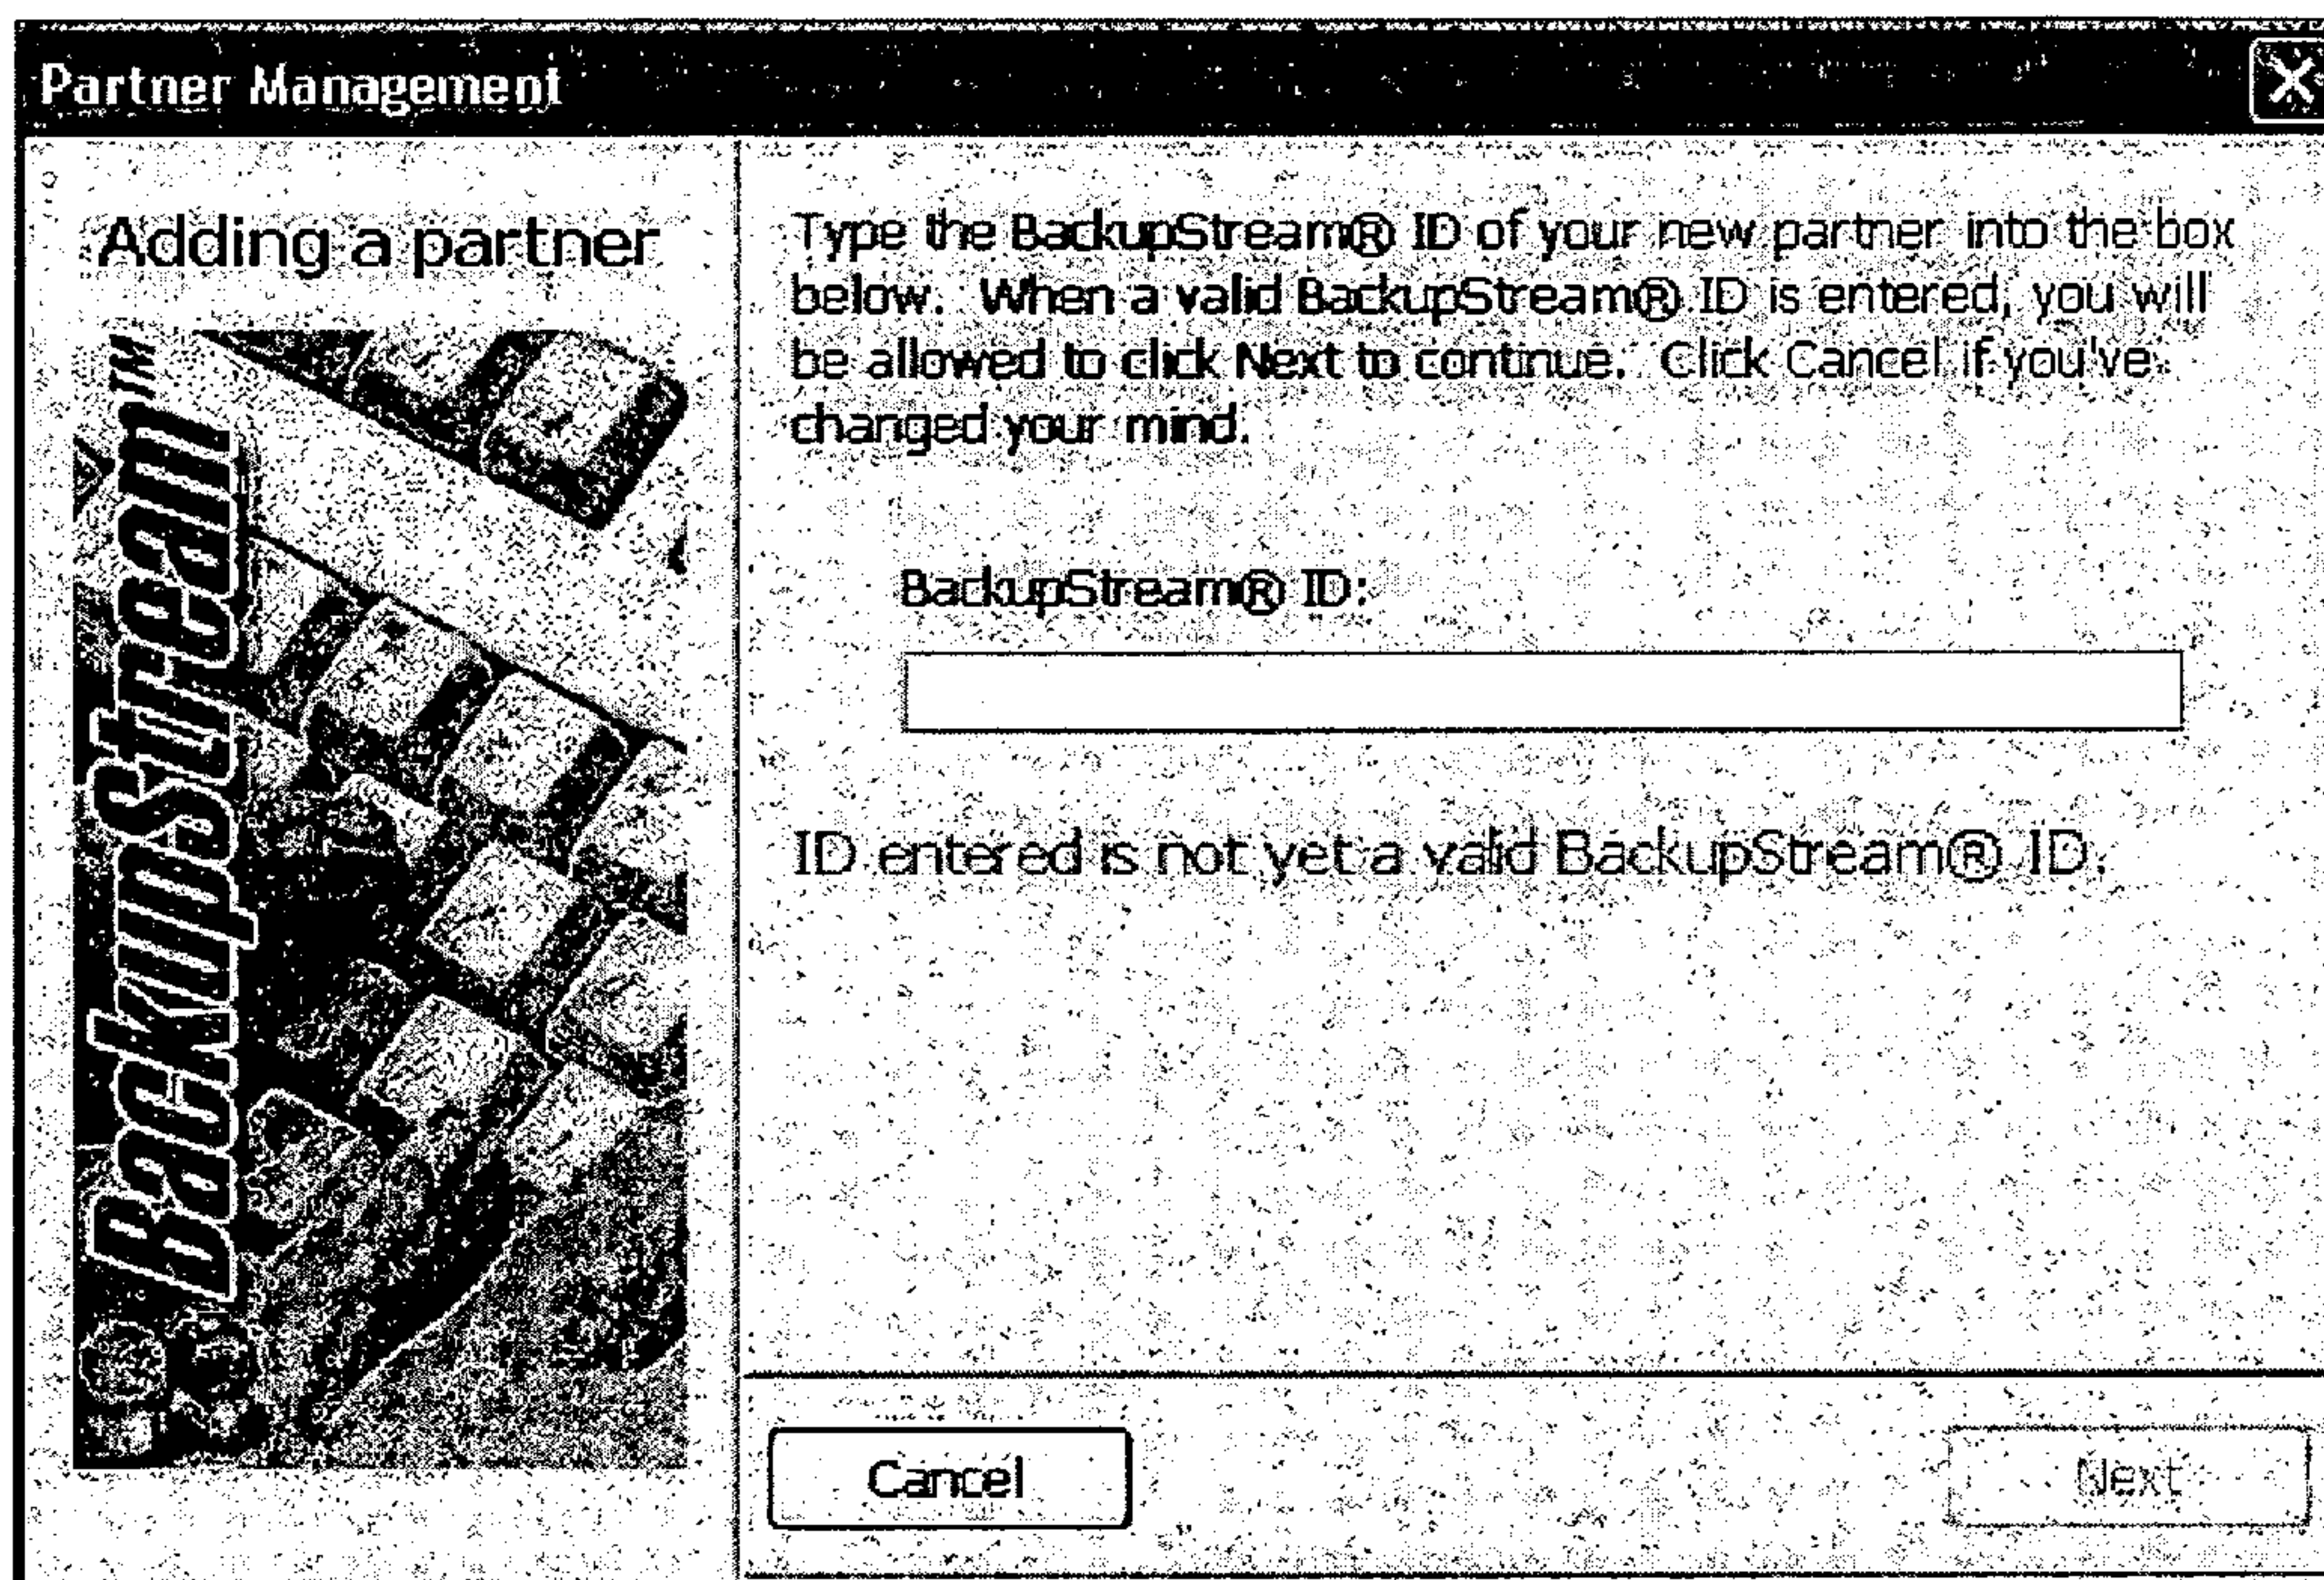 Partner Management
Adding a partner
BackupStream™
Type the BackupStream® ID of your new partner into the box
below. When a valid BackupStream® ID is entered, you will
be allowed to click Next to continue. Click Cancel if you've
changed your mind.
BackupStream® ID:
ID entered is not yet a valid BackupStream® ID.
Cancel
Next